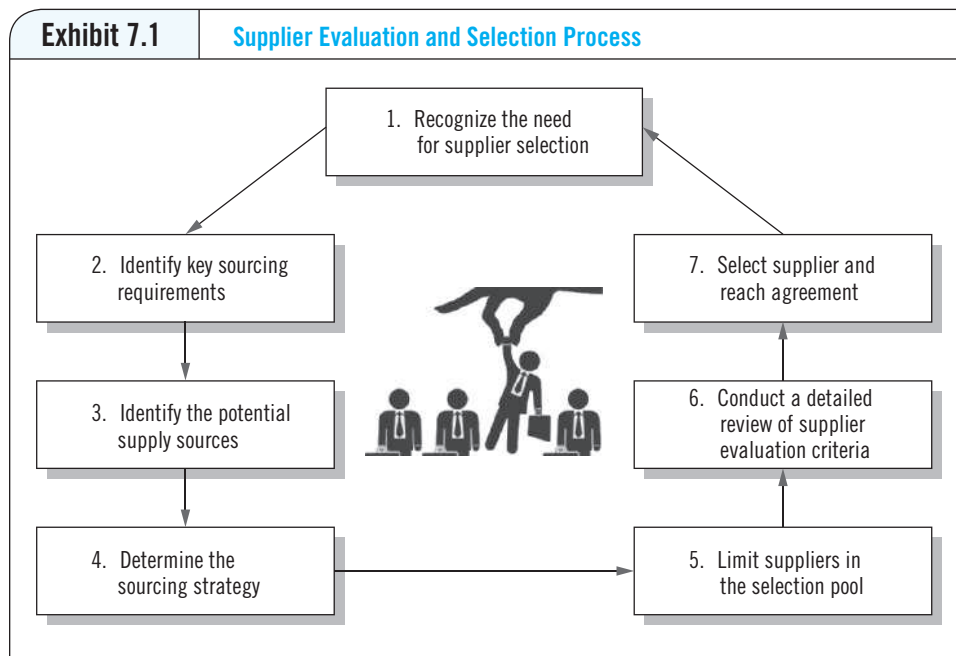 Exhibit 7.1
Supplier Evaluation and Selection Process
1. Recognize the need
for supplier selection
2. Identify key sourcing
requirements
3. Identify the potential
supply sources
4. Determine the
sourcing strategy
5. Limit suppliers in
the selection pool
6. Conduct a detailed
review of supplier
evaluation criteria
7. Select supplier and
reach agreement